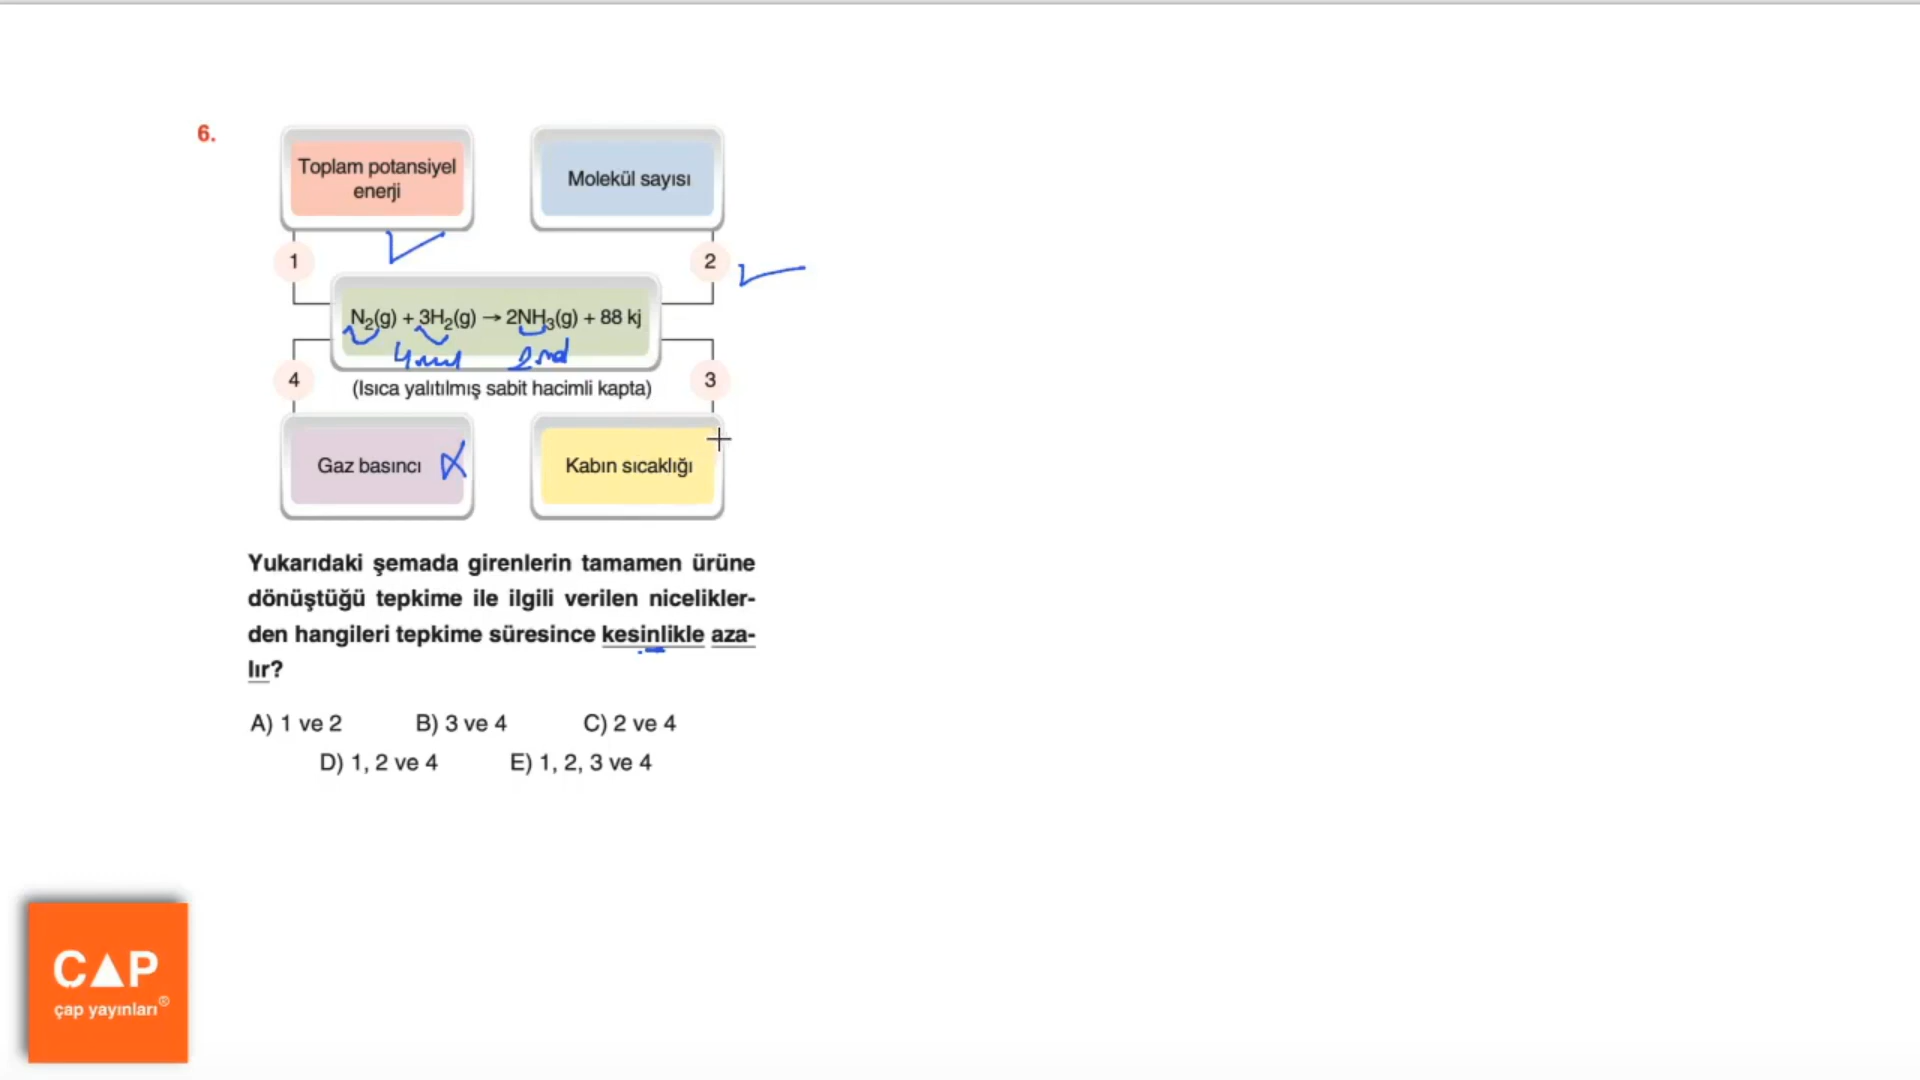 6.
Toplam potansiyel
enerji
Molekül sayısı
1
2
N₂(g) + 3H₂(g) → 2NH₃(g) + 88 kj
4 mol
2 mol
4
3
(Isıca yalıtılmış sabit hacimli kapta)
Gaz basıncı
Kabın sıcaklığı
Yukarıdaki şemada girenlerin tamamen ürüne
dönüştüğü tepkime ile ilgili verilen nicelikler-
den hangileri tepkime süresince kesinlikle aza-
lır?
A) 1 ve 2 B) 3 ve 4 C) 2 ve 4
D) 1, 2 ve 4 E) 1, 2, 3 ve 4
ÇAP
çap yayınları®